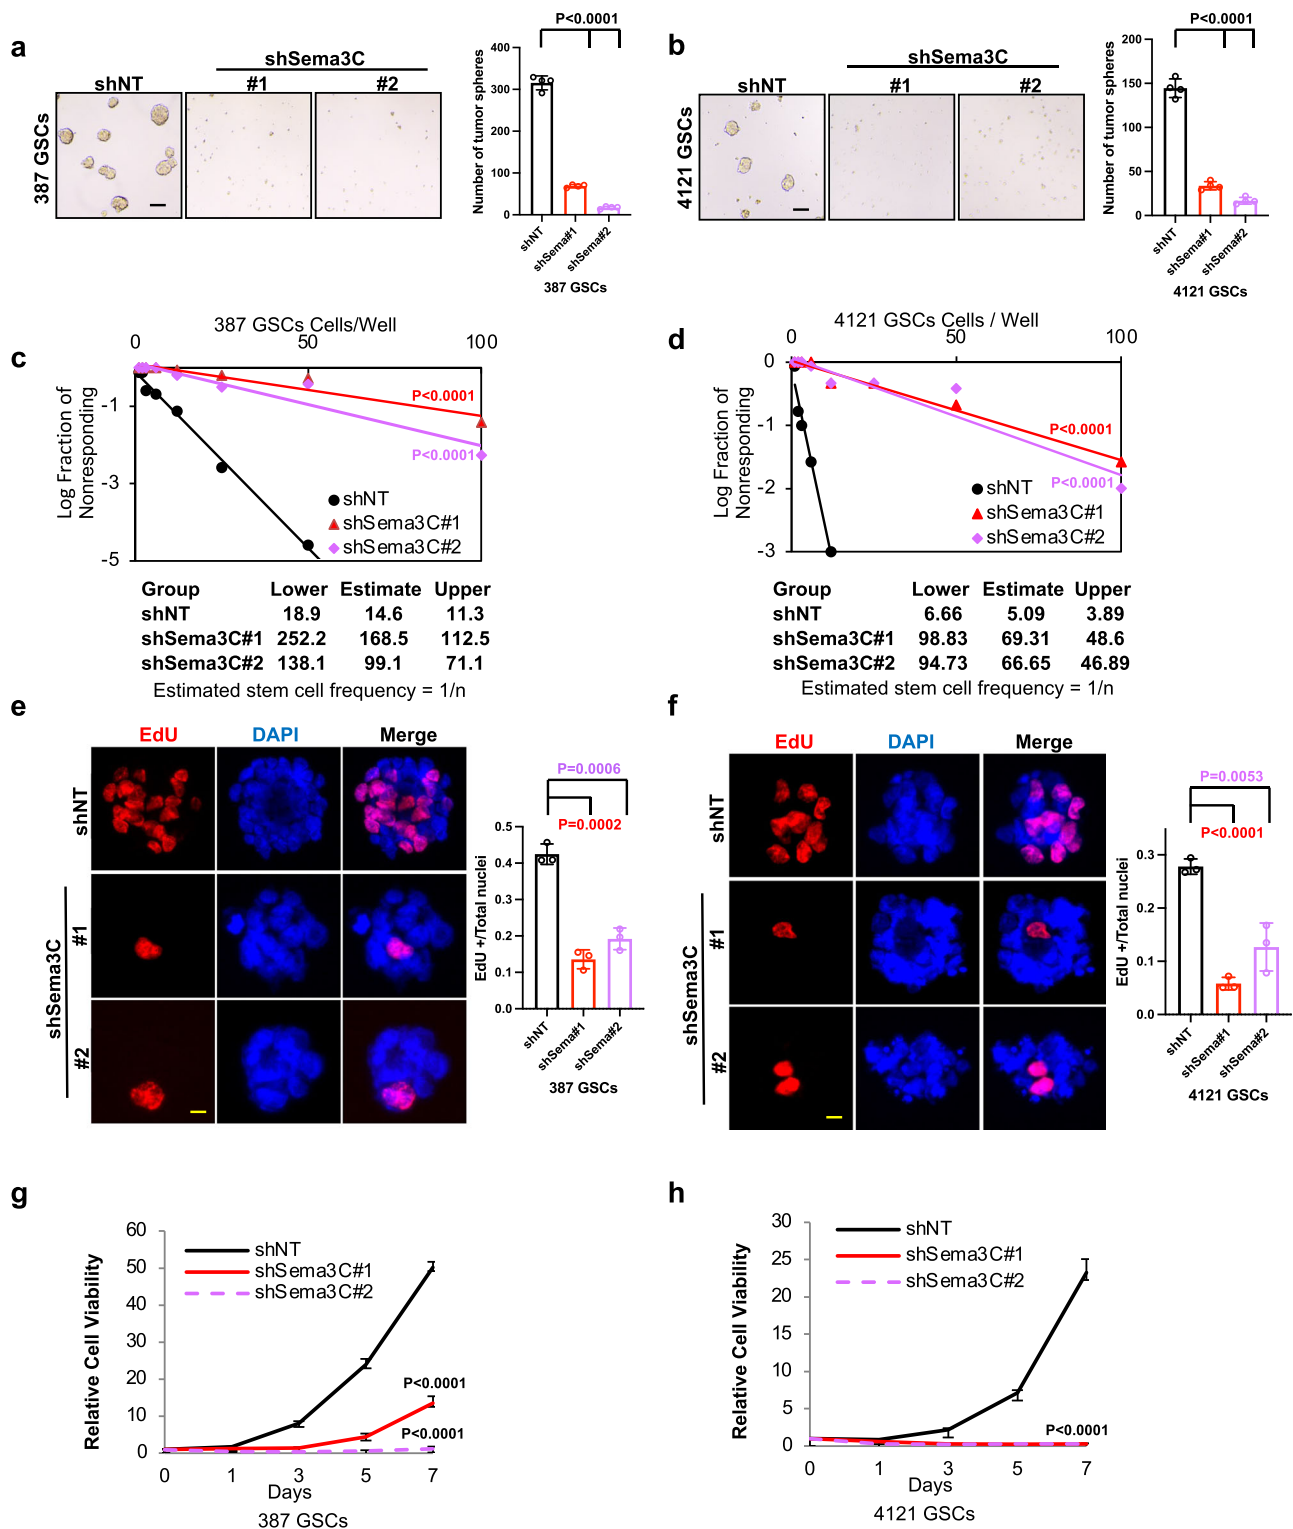 a
shSema3C
shNT
#1
#2
387 GSCs
P<0.0001
Number of tumor spheres
400
300
200
100
0
shNT
shSema#1
shSema#2
387 GSCs
b
shSema3C
shNT
#1
#2
4121 GSCs
P<0.0001
Number of tumor spheres
200
150
100
50
0
shNT
shSema#1
shSema#2
4121 GSCs
c
387 GSCs Cells/Well
0
50
100
Log Fraction of
Nonresponding
-1
-3
-5
P<0.0001
P<0.0001
shNT
shSema3C#1
shSema3C#2
Group Lower Estimate Upper
shNT 18.9 14.6 11.3
shSema3C#1 252.2 168.5 112.5
shSema3C#2 138.1 99.1 71.1
Estimated stem cell frequency = 1/n
d
4121 GSCs Cells / Well
0
50
100
Log Fraction of
Nonresponding
0
-1
-2
-3
P<0.0001
P<0.0001
shNT
shSema3C#1
shSema3C#2
Group Lower Estimate Upper
shNT 6.66 5.09 3.89
shSema3C#1 98.83 69.31 48.6
shSema3C#2 94.73 66.65 46.89
Estimated stem cell frequency = 1/n
e
EdU DAPI Merge
shNT
shSema3C
#1
#2
P=0.0006
P=0.0002
EdU +/Total nuclei
0.5
0.4
0.3
0.2
0.1
0.0
shNT
shSema#1
shSema#2
387 GSCs
f
EdU DAPI Merge
shNT
shSema3C
#1
#2
P=0.0053
P<0.0001
EdU +/Total nuclei
0.3
0.2
0.1
0.0
shNT
shSema#1
shSema#2
4121 GSCs
g
Relative Cell Viability
60
50
40
30
20
10
0
shNT
shSema3C#1
shSema3C#2
P<0.0001
P<0.0001
0 1 3 5 7
Days
387 GSCs
h
Relative Cell Viability
30
25
20
15
10
5
0
shNT
shSema3C#1
shSema3C#2
P<0.0001
0 1 3 5 7
Days
4121 GSCs